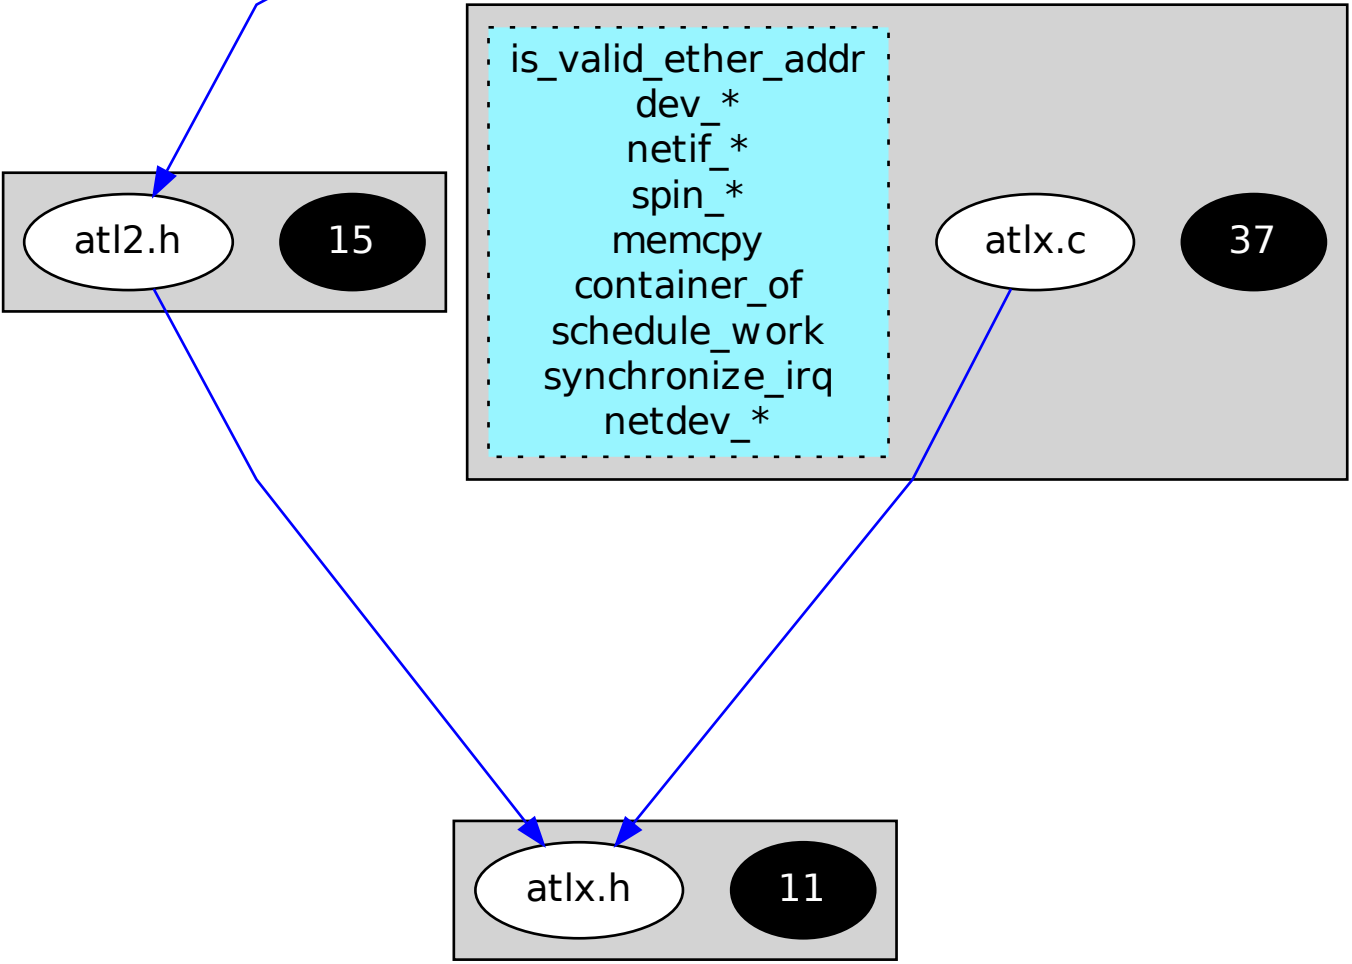 is_valid_ether_addr
dev_*
netif_*
spin_*
memcpy
container_of
schedule_work
synchronize_irq
netdev_*
atl2.h
15
atlx.c
37
atlx.h
11